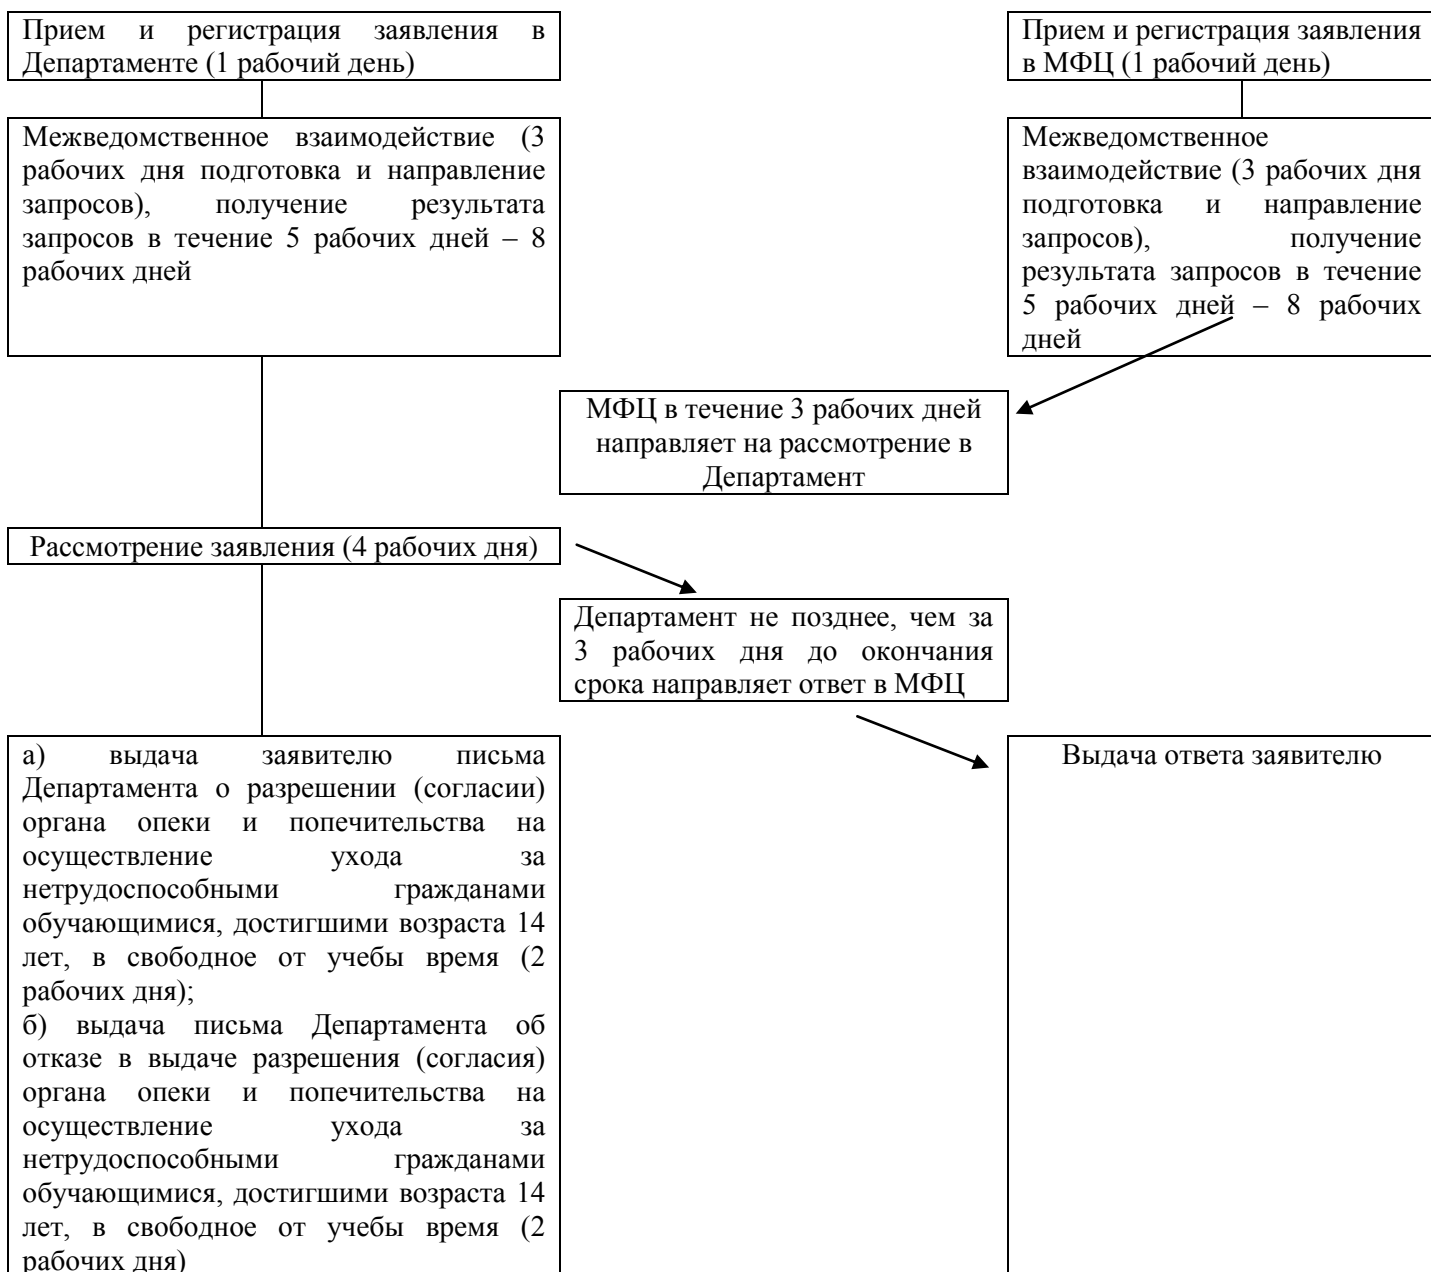 Прием и регистрация заявления в
Департаменте (1 рабочий день)
Прием и регистрация заявления
в МФЦ (1 рабочий день)
Межведомственное взаимодействие (3
рабочих дня подготовка и направление
запросов), получение результата
запросов в течение 5 рабочих дней – 8
рабочих дней
Межведомственное
взаимодействие (3 рабочих дня
подготовка и направление
запросов), получение
результата запросов в течение
5 рабочих дней – 8 рабочих
дней
МФЦ в течение 3 рабочих дней
направляет на рассмотрение в
Департамент
Рассмотрение заявления (4 рабочих дня)
Департамент не позднее, чем за
3 рабочих дня до окончания
срока направляет ответ в МФЦ
а) выдача заявителю письма
Департамента о разрешении (согласии)
органа опеки и попечительства на
осуществление ухода за
нетрудоспособными гражданами
обучающимися, достигшими возраста 14
лет, в свободное от учебы время (2
рабочих дня);
б) выдача письма Департамента об
отказе в выдаче разрешения (согласия)
органа опеки и попечительства на
осуществление ухода за
нетрудоспособными гражданами
обучающимися, достигшими возраста 14
лет, в свободное от учебы время (2
рабочих дня)
Выдача ответа заявителю